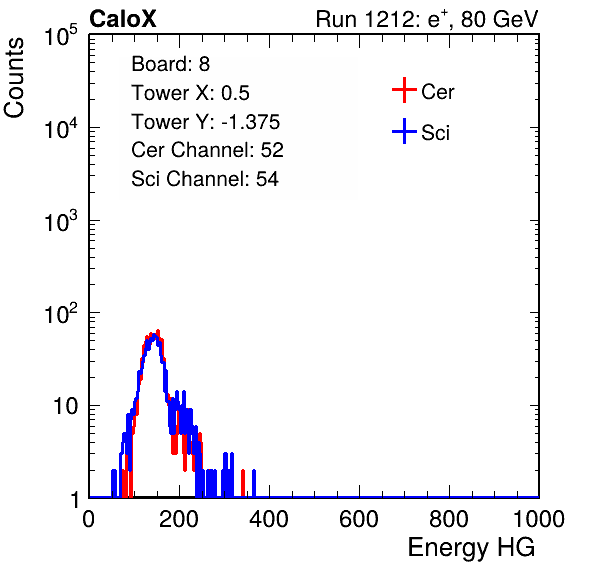 CaloX Run 1212: e⁺, 80 GeV
Counts
Board: 8
Tower X: 0.5
Tower Y: -1.375
Cer Channel: 52
Sci Channel: 54
Cer
Sci
10⁵
10⁴
10³
10²
10
1
0 200 400 600 800 1000
Energy HG